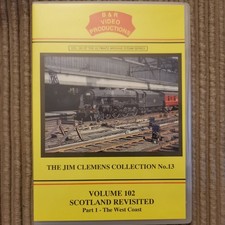 B & R
VIDEO
PRODUCTIONS
THE JIM CLEMENS COLLECTION No.13
VOLUME 102
SCOTLAND REVISITED
Part 1 - The West Coast